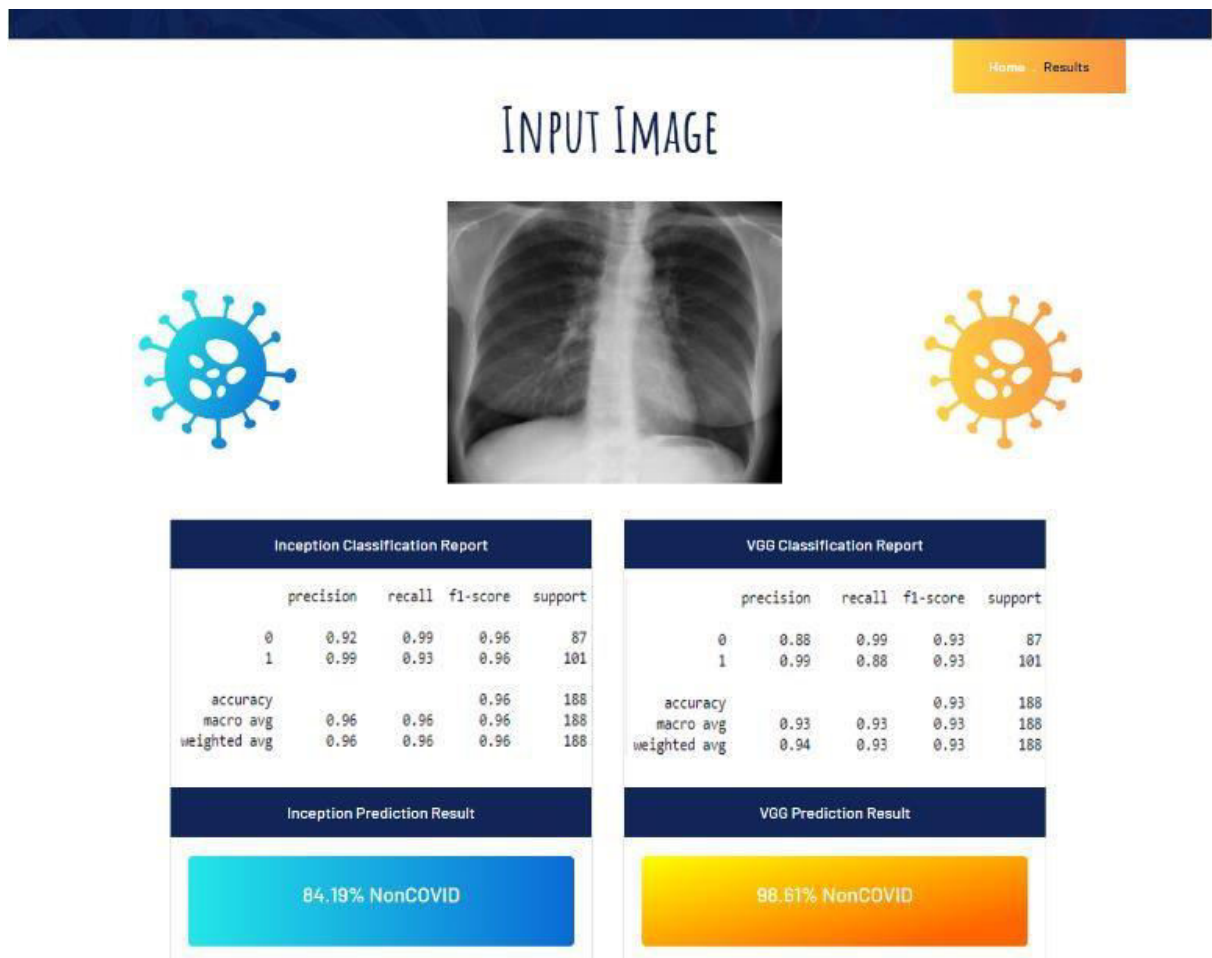 Home . Results
INPUT IMAGE
Inception Classification Report
precision recall f1-score support
0 0.92 0.99 0.96 87
1 0.99 0.93 0.96 101
accuracy 0.96 188
macro avg 0.96 0.96 0.96 188
weighted avg 0.96 0.96 0.96 188
Inception Prediction Result
84.19% NonCOVID
VGG Classification Report
precision recall f1-score support
0 0.88 0.99 0.93 87
1 0.99 0.88 0.93 101
accuracy 0.93 188
macro avg 0.93 0.93 0.93 188
weighted avg 0.94 0.93 0.93 188
VGG Prediction Result
98.61% NonCOVID